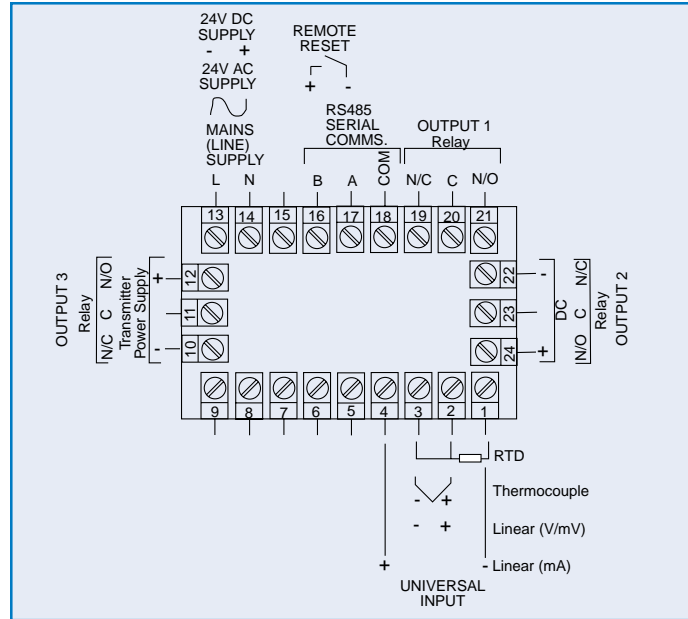 24V DC
SUPPLY
- +
24V AC
SUPPLY
MAINS
(LINE)
SUPPLY
L N
REMOTE
RESET
+ -
RS485
SERIAL
COMMS.
B A COM
OUTPUT 1
Relay
N/C C N/O
13 14 15 16 17 18 19 20 21
OUTPUT 3
Relay
N/C C N/O
Transmitter
Power Supply
+
-
12
11
10
22
23
24
-
+
DC
N/O C N/C
Relay
OUTPUT 2
9 8 7 6 5 4 3 2 1
RTD
- + Thermocouple
- + Linear (V/mV)
+ - Linear (mA)
UNIVERSAL
INPUT